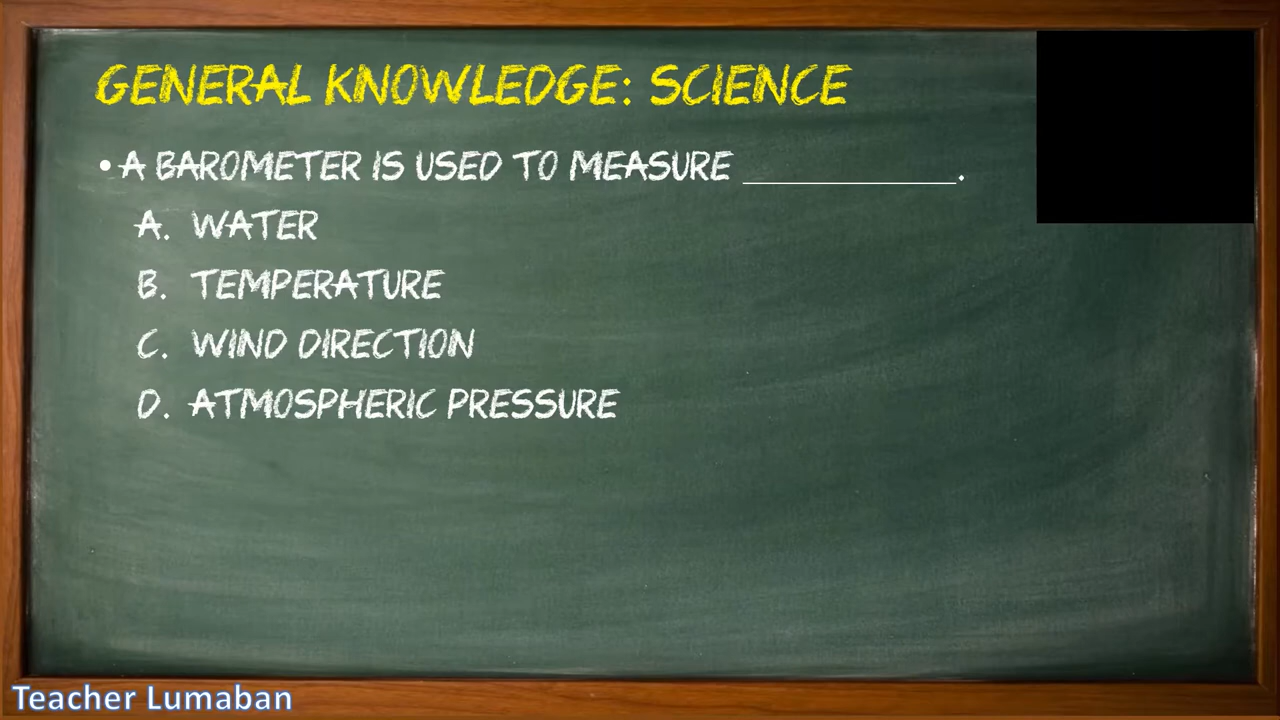 GENERAL KNOWLEDGE: SCIENCE
• A BAROMETER IS USED TO MEASURE ____________.
A. WATER
B. TEMPERATURE
C. WIND DIRECTION
D. ATMOSPHERIC PRESSURE
Teacher Lumaban